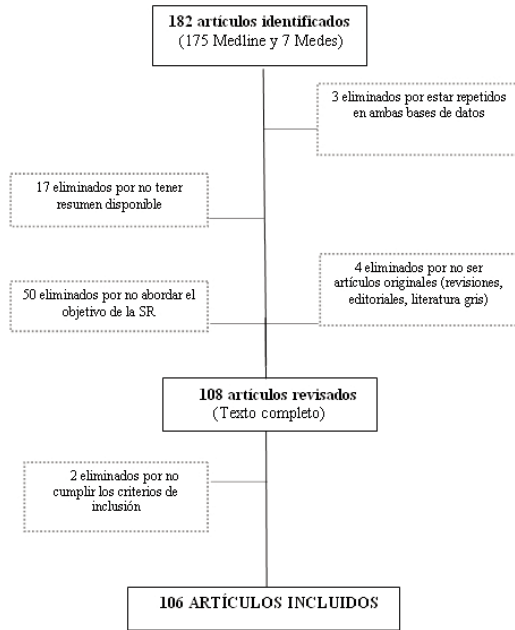 182 artículos identificados
(175 Medline y 7 Medes)
3 eliminados por estar repetidos
en ambas bases de datos
17 eliminados por no tener
resumen disponible
4 eliminados por no ser
artículos originales (revisiones,
editoriales, literatura gris)
50 eliminados por no abordar el
objetivo de la SR
108 artículos revisados
(Texto completo)
2 eliminados por no
cumplir los criterios de
inclusión
106 ARTÍCULOS INCLUIDOS